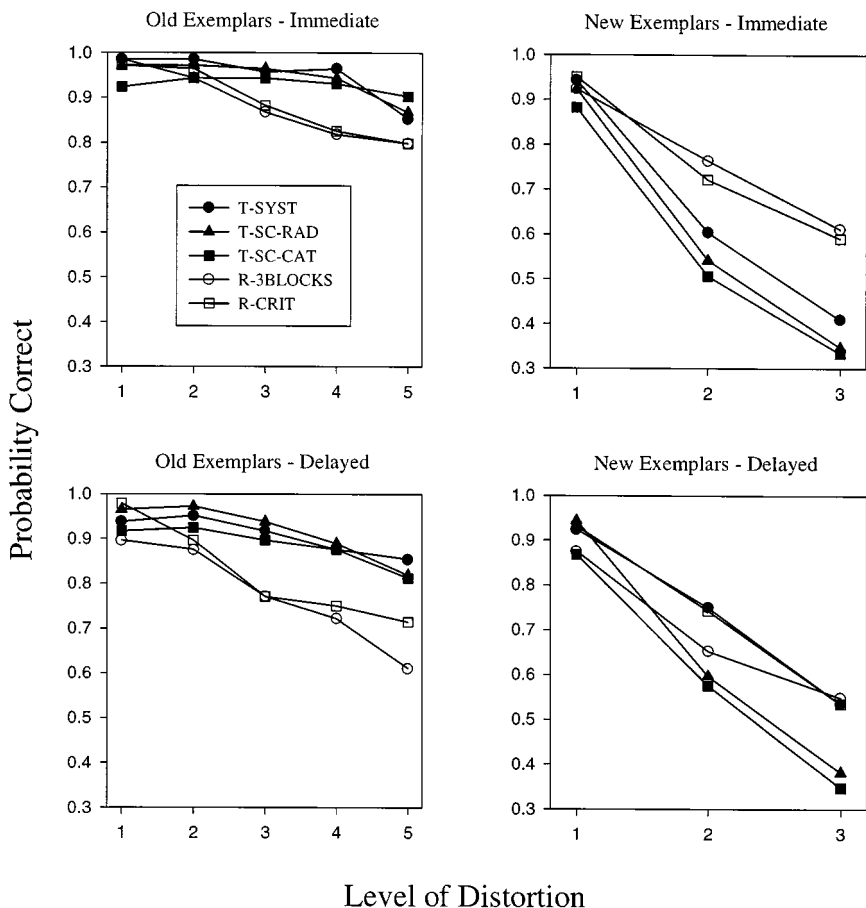 Old Exemplars - Immediate
1.0
0.9
0.8
0.7
0.6
0.5
0.4
0.3
1 2 3 4 5
T-SYST
T-SC-RAD
T-SC-CAT
R-3BLOCKS
R-CRIT
New Exemplars - Immediate
1.0
0.9
0.8
0.7
0.6
0.5
0.4
0.3
1 2 3
Probability Correct
Old Exemplars - Delayed
1.0
0.9
0.8
0.7
0.6
0.5
0.4
0.3
1 2 3 4 5
New Exemplars - Delayed
1.0
0.9
0.8
0.7
0.6
0.5
0.4
0.3
1 2 3
Level of Distortion